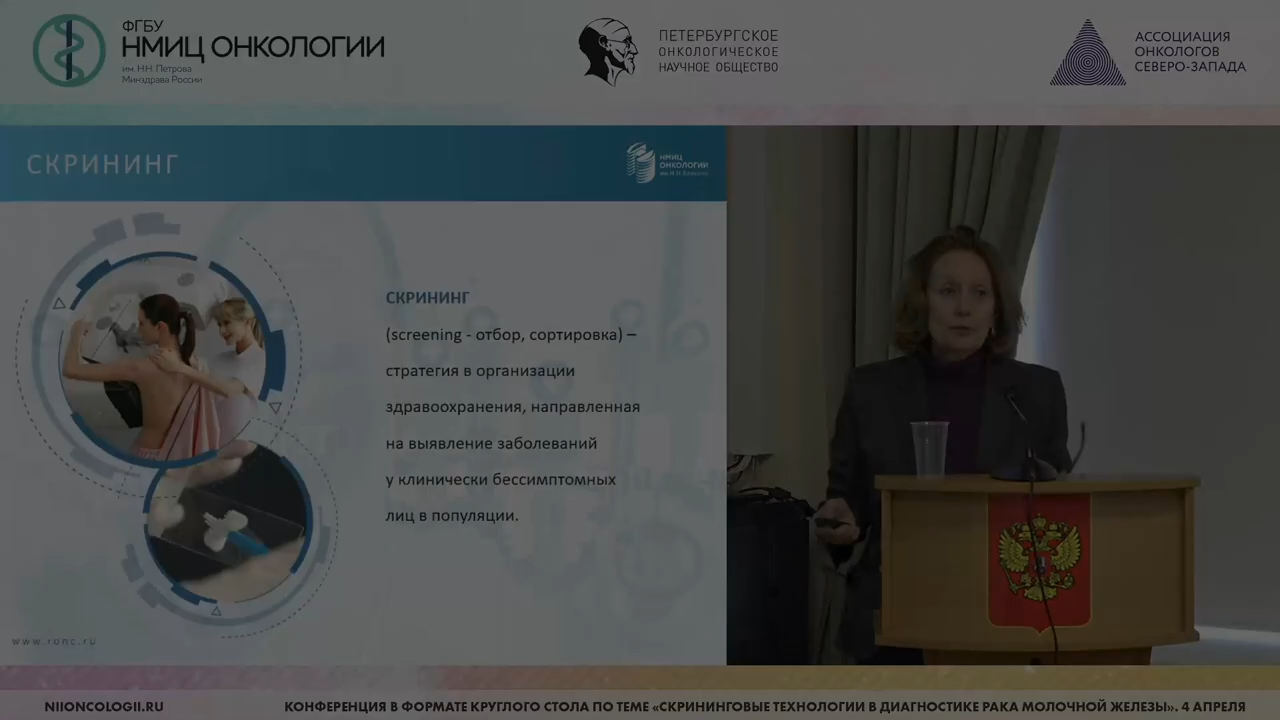 ФГБУ
НМИЦ ОНКОЛОГИИ
им. Н.Н. Петрова
Минздрава России
ПЕТЕРБУРГСКОЕ
ОНКОЛОГИЧЕСКОЕ
НАУЧНОЕ ОБЩЕСТВО
АССОЦИАЦИЯ
ОНКОЛОГОВ
СЕВЕРО-ЗАПАДА
СКРИНИНГ
НМИЦ
ОНКОЛОГИИ
им. Н.Н. Блохина
СКРИНИНГ
(screening - отбор, сортировка) –
стратегия в организации
здравоохранения, направленная
на выявление заболеваний
у клинически бессимптомных
лиц в популяции.
www.ronc.ru
NIIONCOLOGII.RU
КОНФЕРЕНЦИЯ В ФОРМАТЕ КРУГЛОГО СТОЛА ПО ТЕМЕ «СКРИНИНГОВЫЕ ТЕХНОЛОГИИ В ДИАГНОСТИКЕ РАКА МОЛОЧНОЙ ЖЕЛЕЗЫ». 4 АПРЕЛЯ